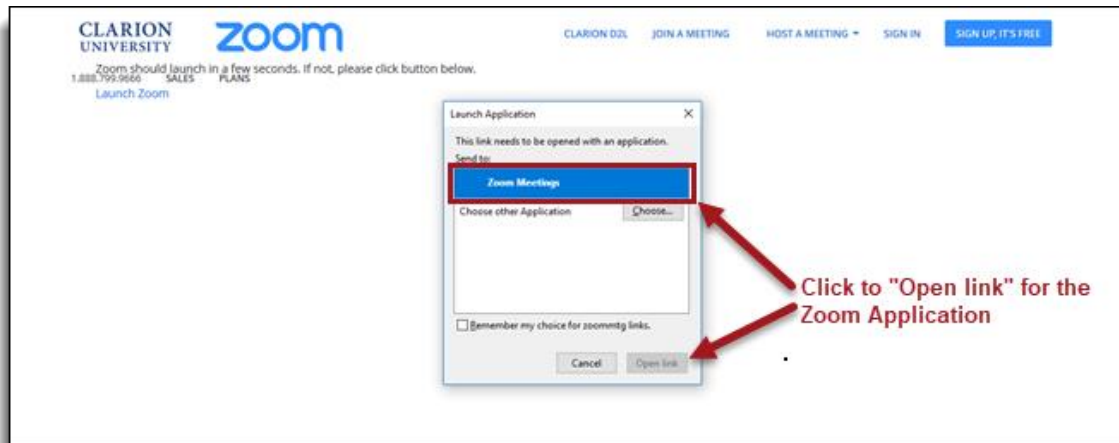 CLARION
UNIVERSITY
zoom
CLARION D2L JOIN A MEETING HOST A MEETING SIGN IN SIGN UP, IT'S FREE
Zoom should launch in a few seconds. If not, please click button below.
1.888.799.9666 SALES PLANS
Launch Zoom
Launch Application
This link needs to be opened with an application.
Send to:
Zoom Meetings
Choose other Application Choose...
Click to "Open link" for the
Zoom Application
Remember my choice for zoommtg links.
Cancel Open link
.